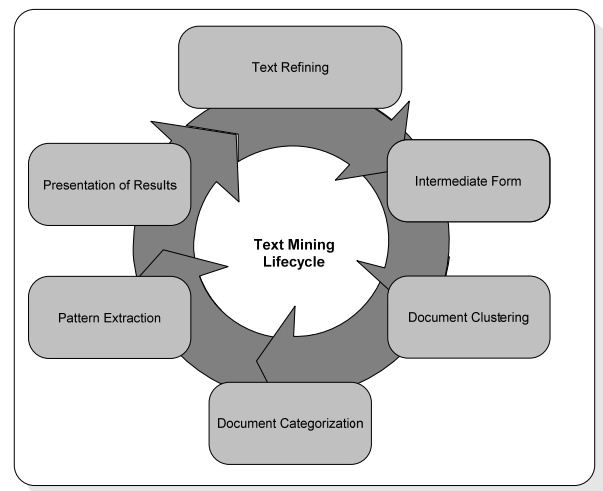 Text Refining
Intermediate Form
Document Clustering
Document Categorization
Pattern Extraction
Presentation of Results
Text Mining
Lifecycle